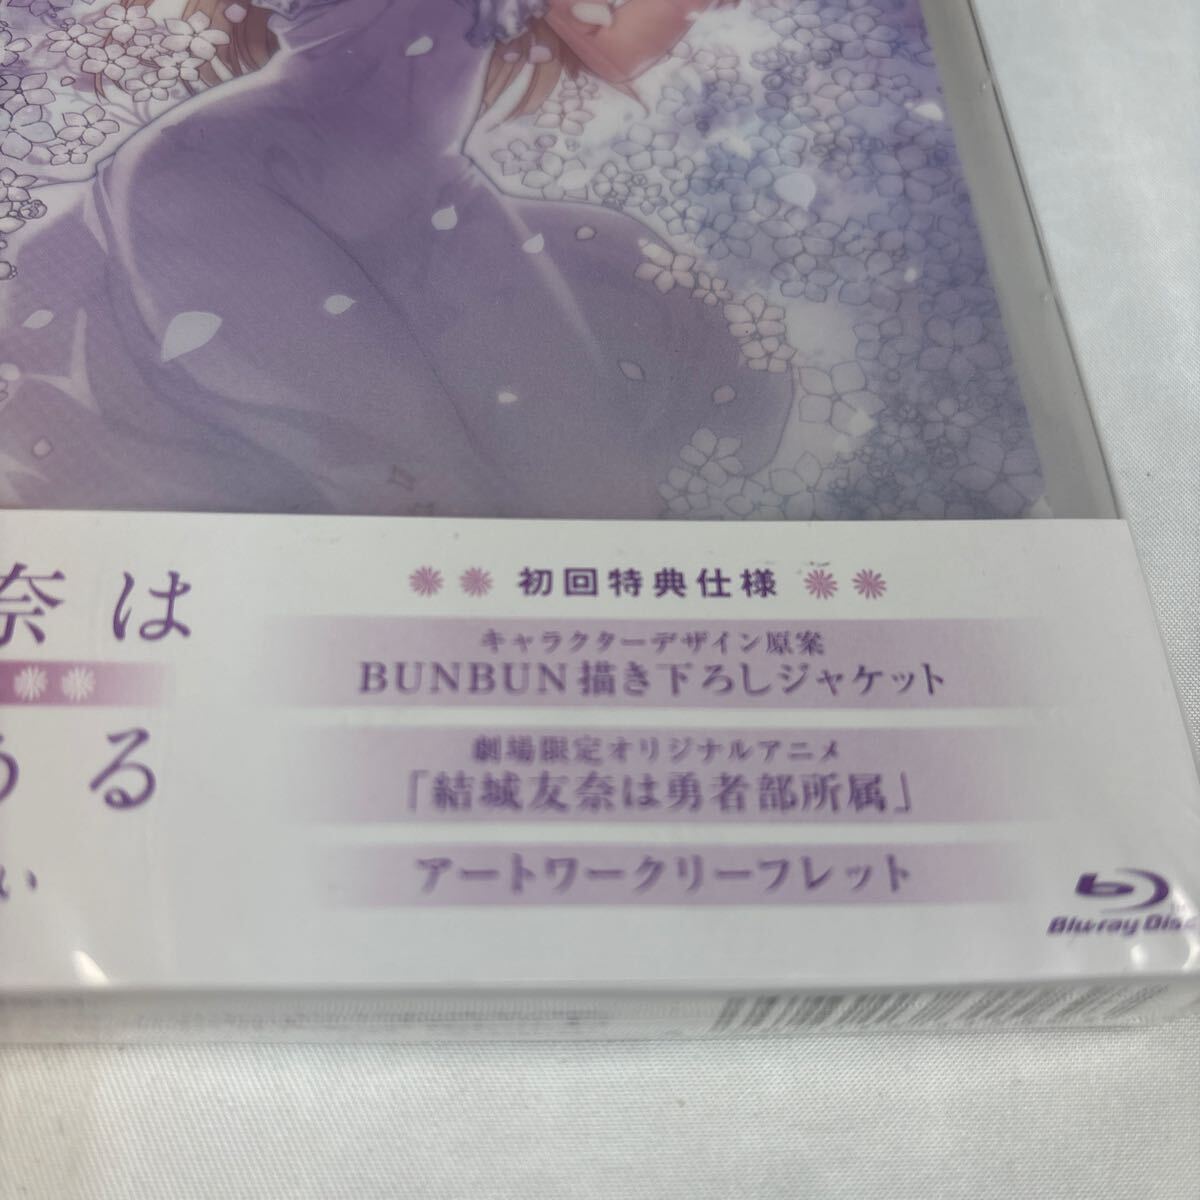 奈は
うる
い
初回特典仕様
キャラクターデザイン原案
BUNBUN描き下ろしジャケット
劇場限定オリジナルアニメ
「結城友奈は勇者部所属」
アートワークリーフレット
Blu-ray Disc